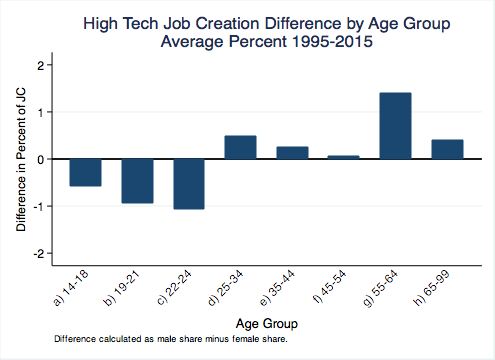 High Tech Job Creation Difference by Age Group
Average Percent 1995-2015
Difference in Percent of JC
2
1
0
-1
-2
a) 14-18
b) 19-21
c) 22-24
d) 25-34
e) 35-44
f) 45-54
g) 55-64
h) 65-99
Age Group
Difference calculated as male share minus female share.